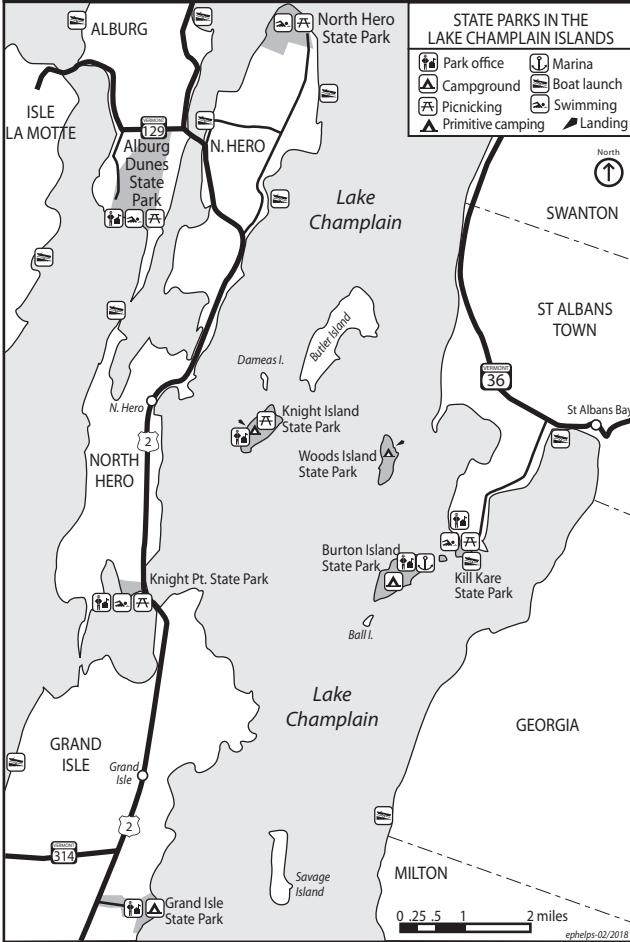 STATE PARKS IN THE
LAKE CHAMPLAIN ISLANDS
Park office
Marina
Campground
Boat launch
Picnicking
Swimming
Primitive camping
Landing
North
ALBURG
North Hero
State Park
ISLE
LA MOTTE
VERMONT
129
N. HERO
Alburg
Dunes
State
Park
Lake
Champlain
SWANTON
ST ALBANS
TOWN
Butler Island
Dameas I.
VERMONT
36
N. Hero
2
Knight Island
State Park
St Albans Bay
Woods Island
State Park
NORTH
HERO
Burton Island
State Park
Kill Kare
State Park
Knight Pt. State Park
Ball I.
Lake
Champlain
GEORGIA
GRAND
ISLE
Grand
Isle
2
VERMONT
314
MILTON
Savage
Island
Grand Isle
State Park
0 .25 .5 1 2 miles
ephelps-02/2018